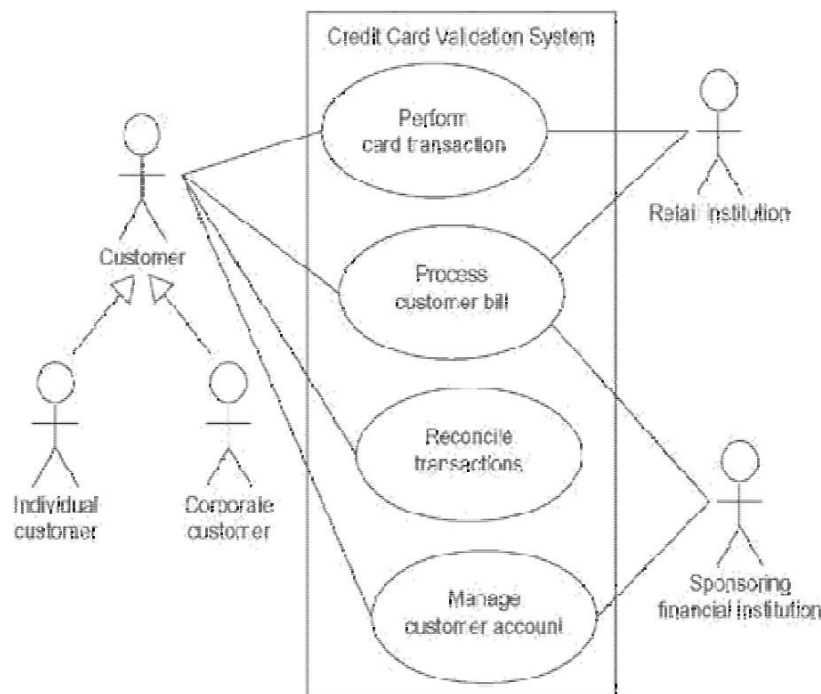 Credit Card Validation System
Perform
card transaction
Retail institution
Customer
Process
customer bill
Reconcile
transactions
Individual
customer
Corporate
customer
Manage
customer account
Sponsoring
financial institution